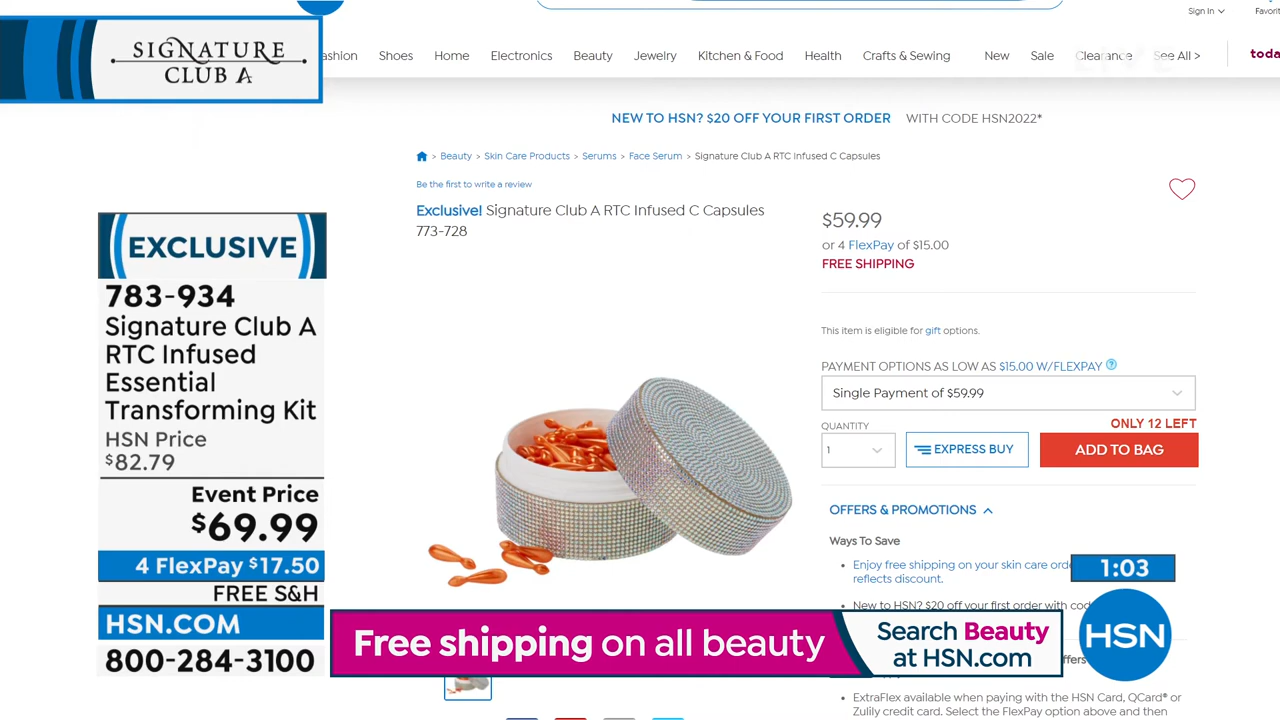 SIGNATURE
CLUB A
Sign In
Favorit
ashion
Shoes
Home
Electronics
Beauty
Jewelry
Kitchen & Food
Health
Crafts & Sewing
New
Sale
Clearance
See All >
toda
NEW TO HSN? $20 OFF YOUR FIRST ORDER WITH CODE HSN2022*
> Beauty > Skin Care Products > Serums > Face Serum > Signature Club A RTC Infused C Capsules
Be the first to write a review
Exclusive! Signature Club A RTC Infused C Capsules
773-728
$59.99
or 4 FlexPay of $15.00
FREE SHIPPING
This item is eligible for gift options.
PAYMENT OPTIONS AS LOW AS $15.00 W/FLEXPAY ?
Single Payment of $59.99
ONLY 12 LEFT
QUANTITY
1
EXPRESS BUY
ADD TO BAG
OFFERS & PROMOTIONS
Ways To Save
• Enjoy free shipping on your skin care orde
reflects discount.
• New to HSN? $20 off your first order with cod
ffers
• ExtraFlex available when paying with the HSN Card, QCard® or
Zulily credit card. Select the FlexPay option above and then
EXCLUSIVE
783-934
Signature Club A
RTC Infused
Essential
Transforming Kit
HSN Price
$82.79
Event Price
$69.99
4 FlexPay $17.50
FREE S&H
HSN.COM
800-284-3100
Free shipping on all beauty
Search Beauty
at HSN.com
1:03
HSN